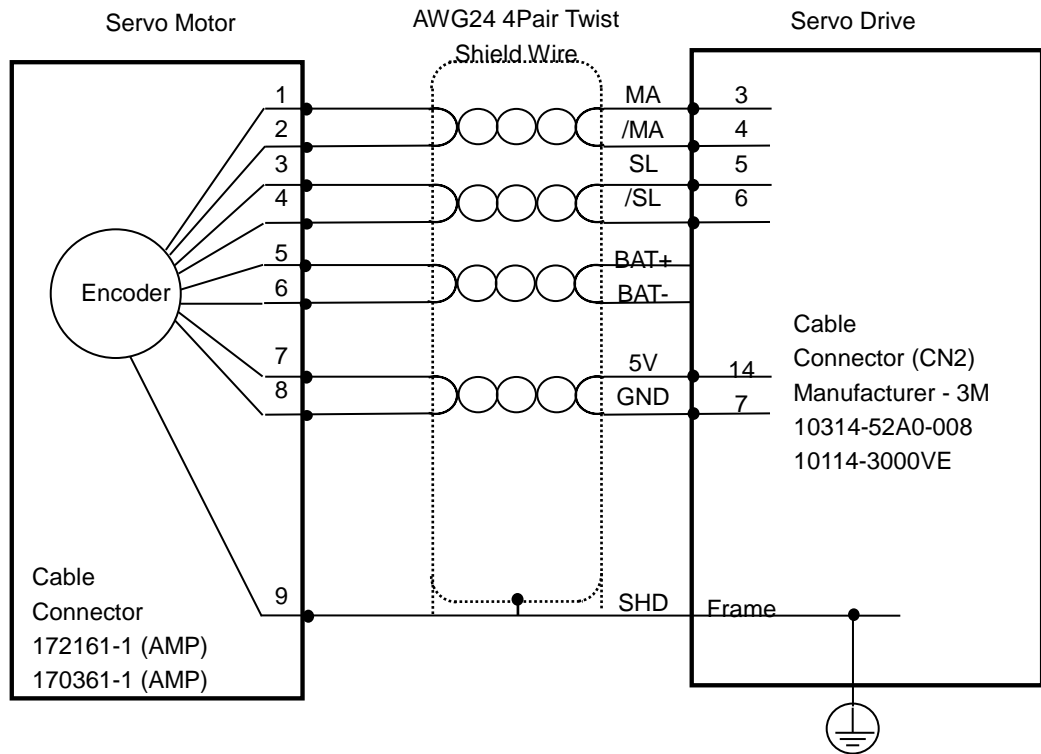 Servo Motor
AWG24 4Pair Twist
Shield Wire
Servo Drive
1
MA
3
2
/MA
4
3
SL
5
4
/SL
6
5
BAT+
Encoder
6
BAT-
7
5V
14
8
GND
7
Cable
Connector (CN2)
Manufacturer - 3M
10314-52A0-008
10114-3000VE
Cable
Connector
172161-1 (AMP)
170361-1 (AMP)
9
SHD
Frame